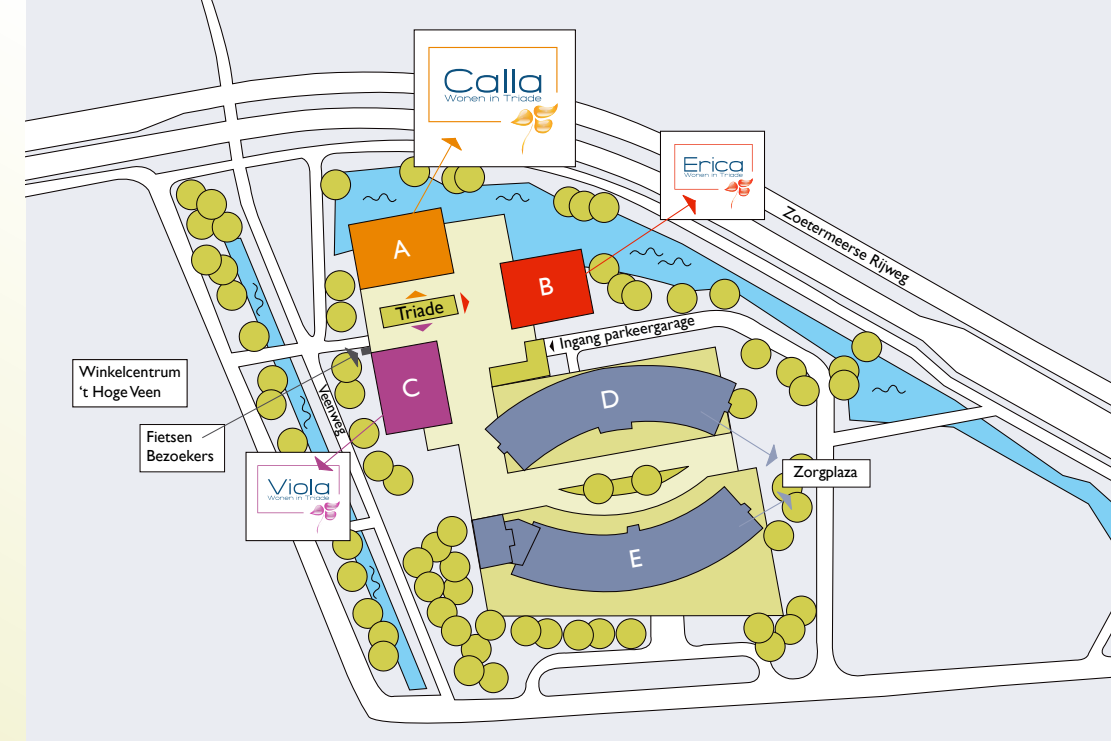 Calla
Wonen in Triade
Erica
Wonen in Triade
Zoetermeerse Rijweg
A
B
Triade
Ingang parkeergarage
Winkelcentrum
‘t Hoge Veen
C
Veenweg
D
Fietsen
Bezoekers
Viola
Wonen in Triade
Zorgplaza
E